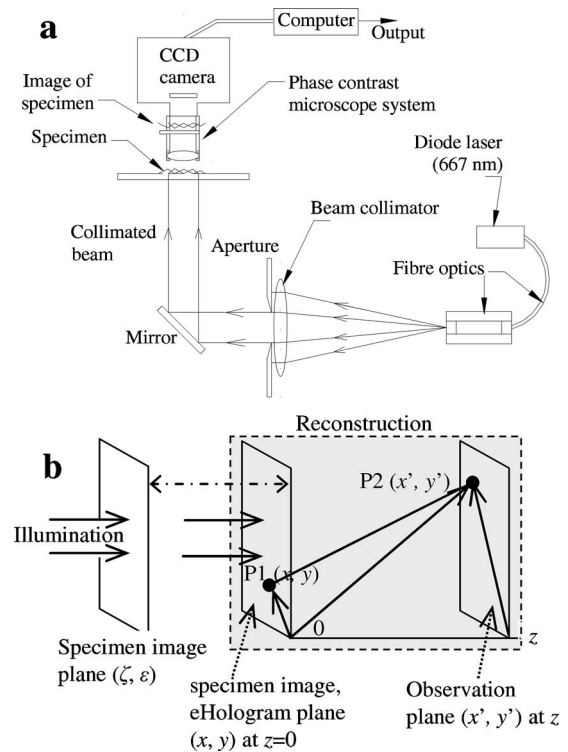 a
Computer
Output
CCD
camera
Image of
specimen
Phase contrast
microscope system
Specimen
Diode laser
(667 nm)
Beam collimator
Collimated
beam
Aperture
Fibre optics
Mirror
Reconstruction
b
P2 (x', y')
Illumination
P1 (x, y)
0
z
Specimen image
plane (ζ, ε)
specimen image,
eHologram plane
(x, y) at z=0
Observation
plane (x', y') at z